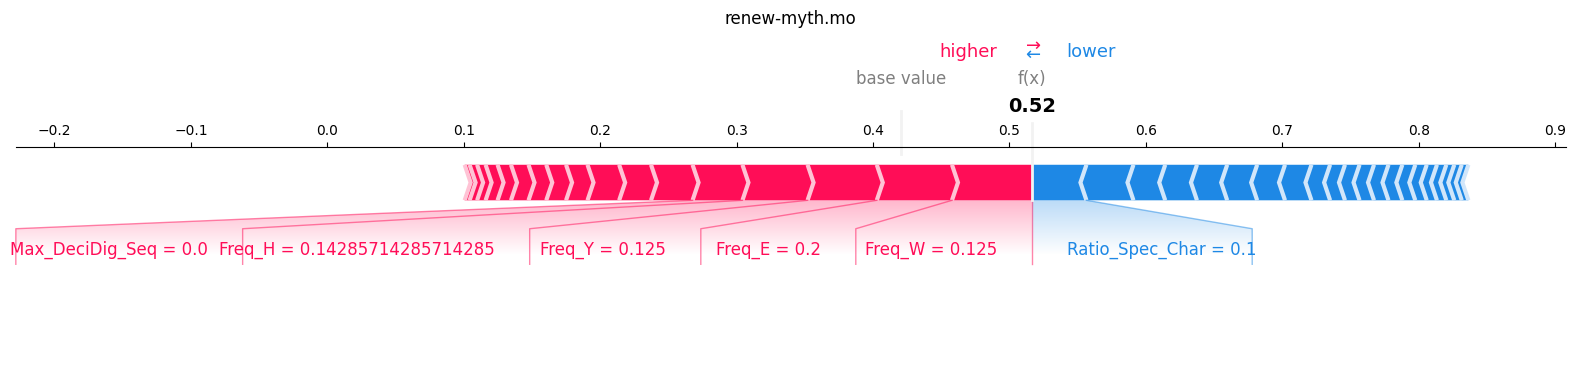 renew-myth.mo
higher ⇄ lower
base value f(x)
0.52
−0.2 −0.1 0.0 0.1 0.2 0.3 0.4 0.5 0.6 0.7 0.8 0.9
Max_DeciDig_Seq = 0.0 Freq_H = 0.14285714285714285 Freq_Y = 0.125 Freq_E = 0.2 Freq_W = 0.125 Ratio_Spec_Char = 0.1